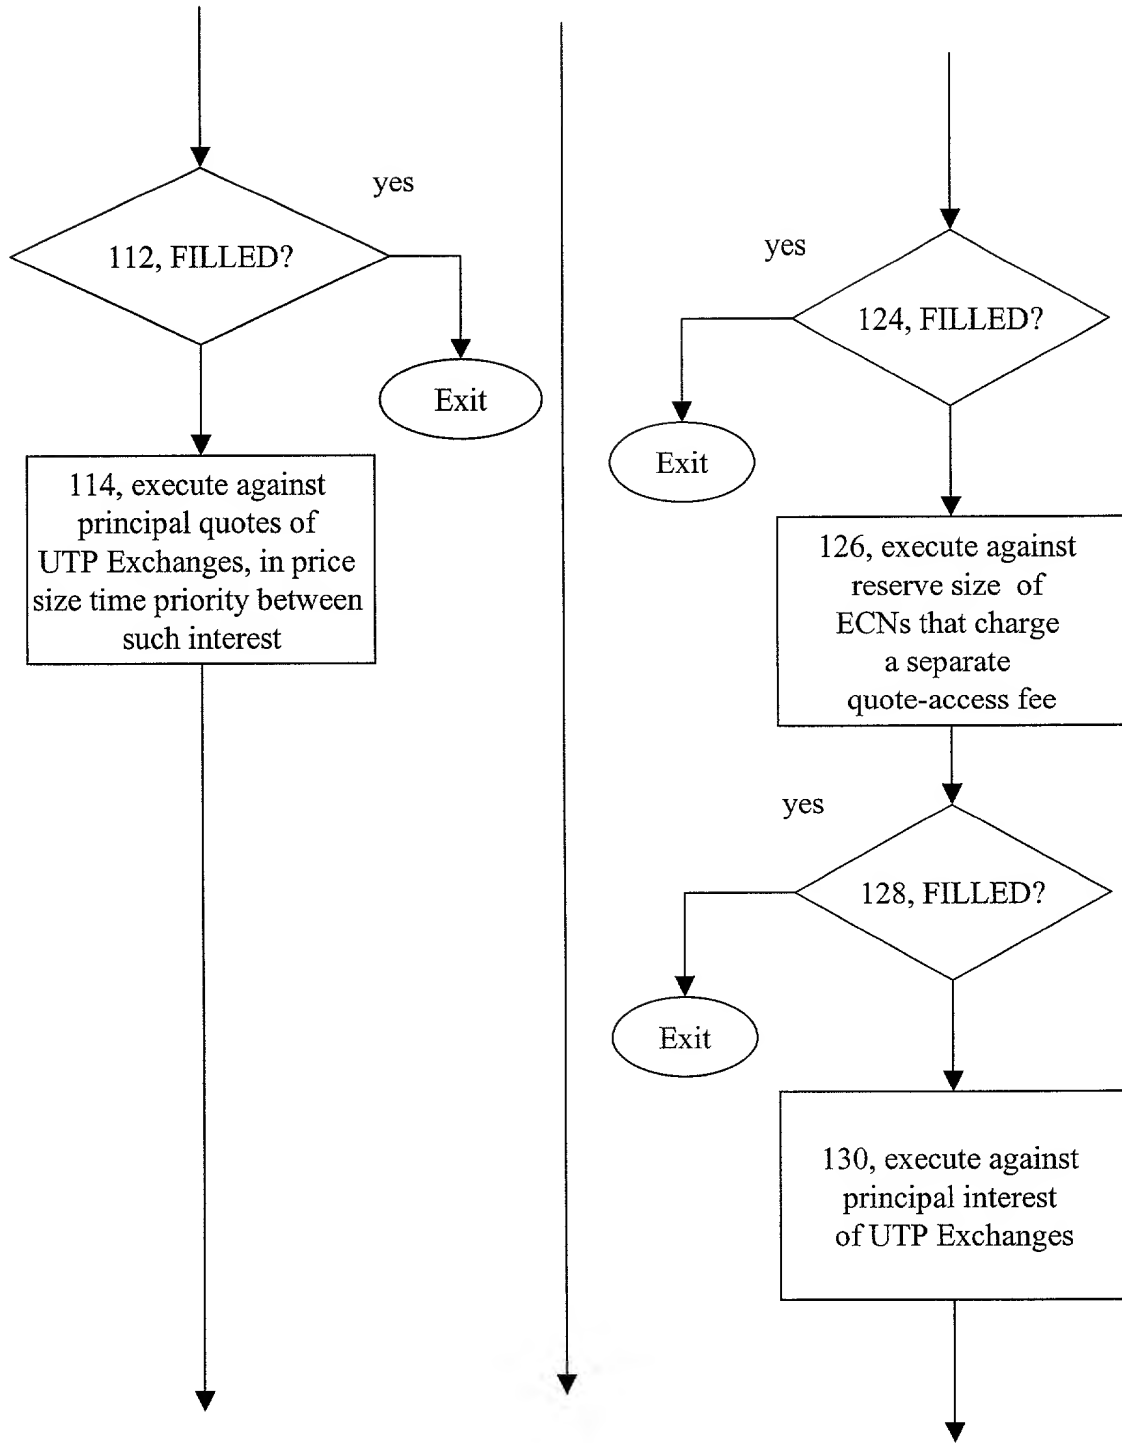 yes
112, FILLED?
Exit
114, execute against
principal quotes of
UTP Exchanges, in price
size time priority between
such interest
yes
124, FILLED?
Exit
126, execute against
reserve size of
ECNs that charge
a separate
quote-access fee
yes
128, FILLED?
Exit
130, execute against
principal interest
of UTP Exchanges